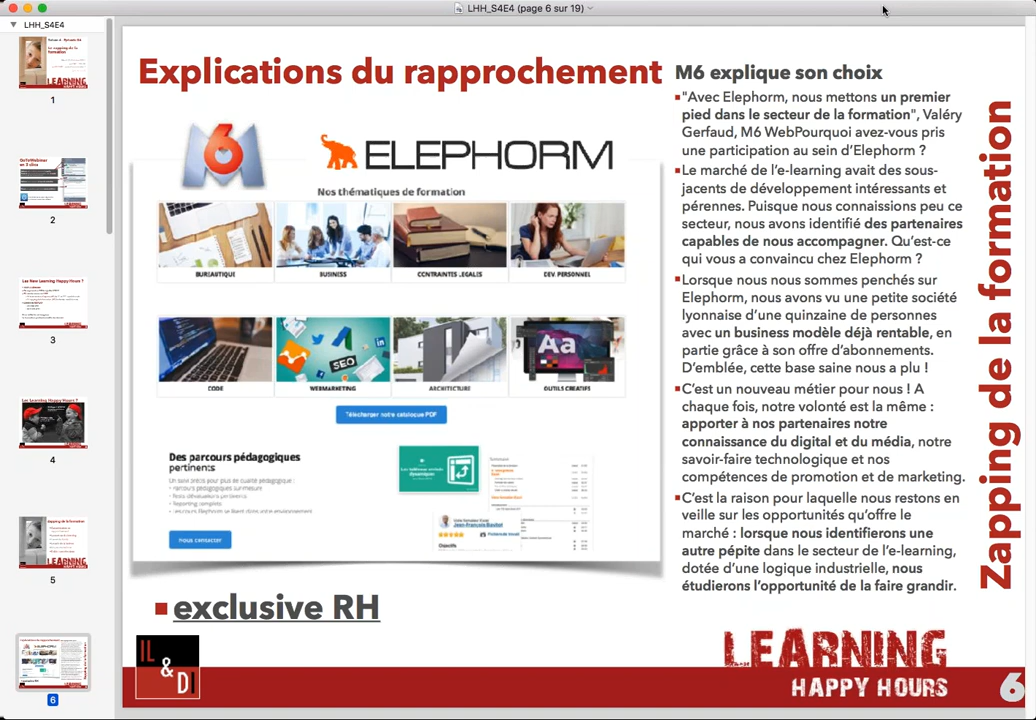 LHH_S4E4 (page 6 sur 19)
LHH_S4E4
1
2
3
4
5
6
Explications du rapprochement
M6
ELEPHORM
Nos thématiques de formation
BUREAUTIQUE
BUSINESS
CONTRAINTES LEGALES
DEV. PERSONNEL
SEO
Aa
CODE
WEBMARKETING
ARCHITECTURE
OUTILS CREATIFS
Télécharger notre catalogue PDF
Des parcours pédagogiques
pertinents
Nous contacter
exclusive RH
IL
&
DI
M6 explique son choix
"Avec Elephorm, nous mettons un premier
pied dans le secteur de la formation", Valéry
Gerfaud, M6 WebPourquoi avez-vous pris
une participation au sein d’Elephorm ?
Le marché de l’e-learning avait des sous-
jacents de développement intéressants et
pérennes. Puisque nous connaissions peu ce
secteur, nous avons identifié des partenaires
capables de nous accompagner. Qu’est-ce
qui vous a convaincu chez Elephorm ?
Lorsque nous nous sommes penchés sur
Elephorm, nous avons vu une petite société
lyonnaise d’une quinzaine de personnes
avec un business modèle déjà rentable, en
partie grâce à son offre d’abonnements.
D’emblée, cette base saine nous a plu !
C’est un nouveau métier pour nous ! A
chaque fois, notre volonté est la même :
apporter à nos partenaires notre
connaissance du digital et du média, notre
savoir-faire technologique et nos
compétences de promotion et de marketing.
C’est la raison pour laquelle nous restons en
veille sur les opportunités qu’offre le
marché : lorsque nous identifierons une
autre pépite dans le secteur de l’e-learning,
dotée d’une logique industrielle, nous
étudierons l’opportunité de la faire grandir.
Zapping de la formation
LEARNING
HAPPY HOURS
6